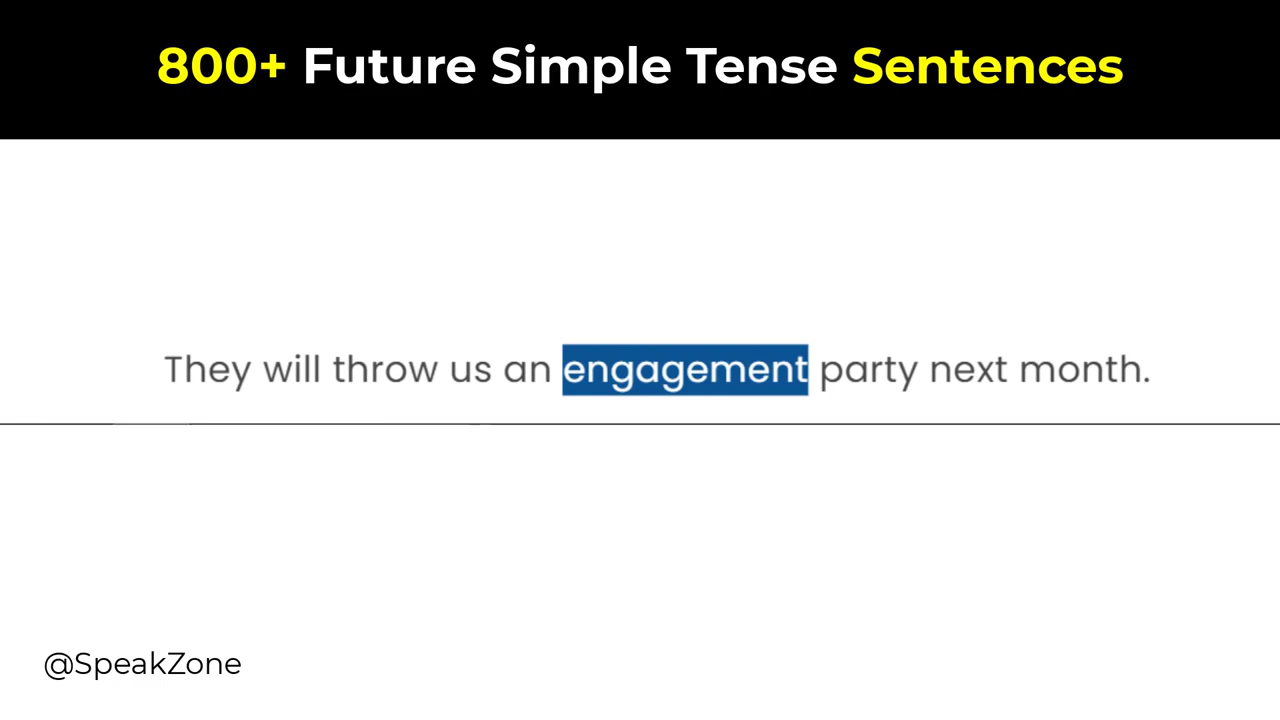 800+ Future Simple Tense Sentences
They will throw us an engagement party next month.
@SpeakZone